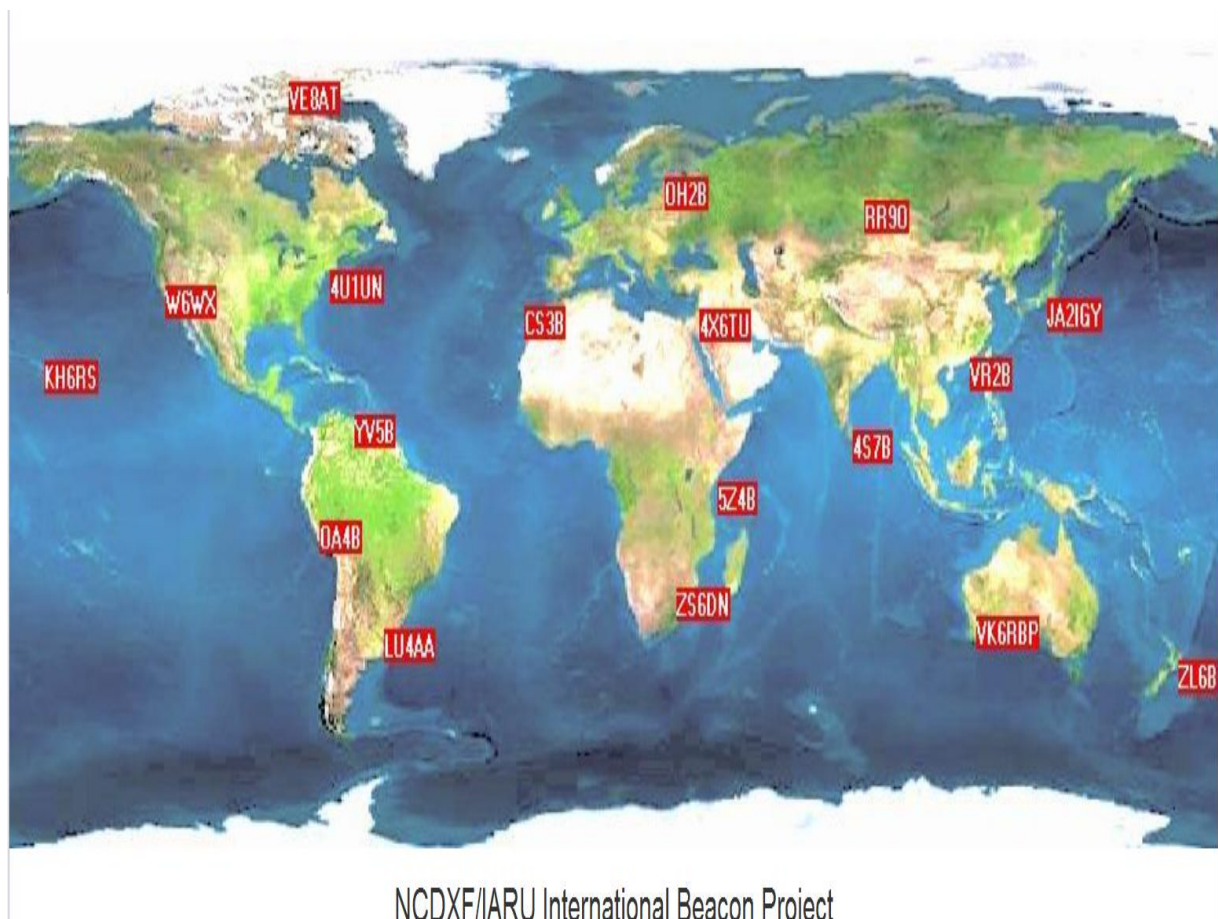 VE8AT
OH2B
RR9O
4U1UN
W6WX
CS3B
4X6TU
JA2IGY
KH6RS
VR2B
YV5B
4S7B
5Z4B
OA4B
ZS6DN
VK6RBP
LU4AA
ZL6B
NCDXF/IARU International Beacon Project